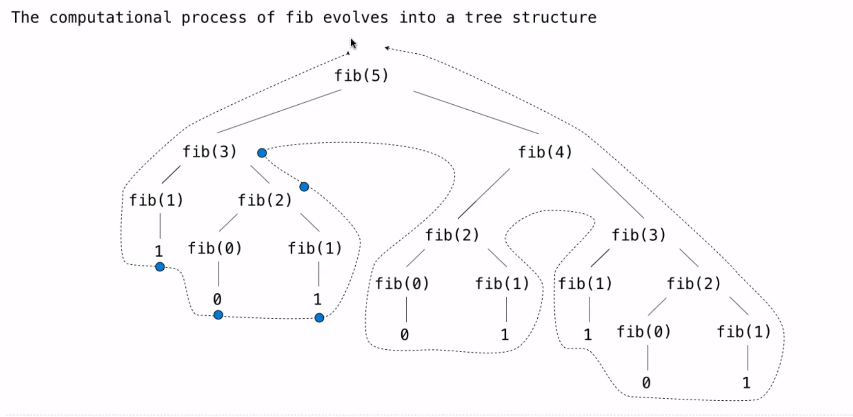 The computational process of fib evolves into a tree structure
fib(5)
fib(3) fib(4)
fib(1) fib(2)
fib(2) fib(3)
1 fib(0) fib(1)
fib(0) fib(1) fib(1) fib(2)
0 1
0 1 1 fib(0) fib(1)
0 1